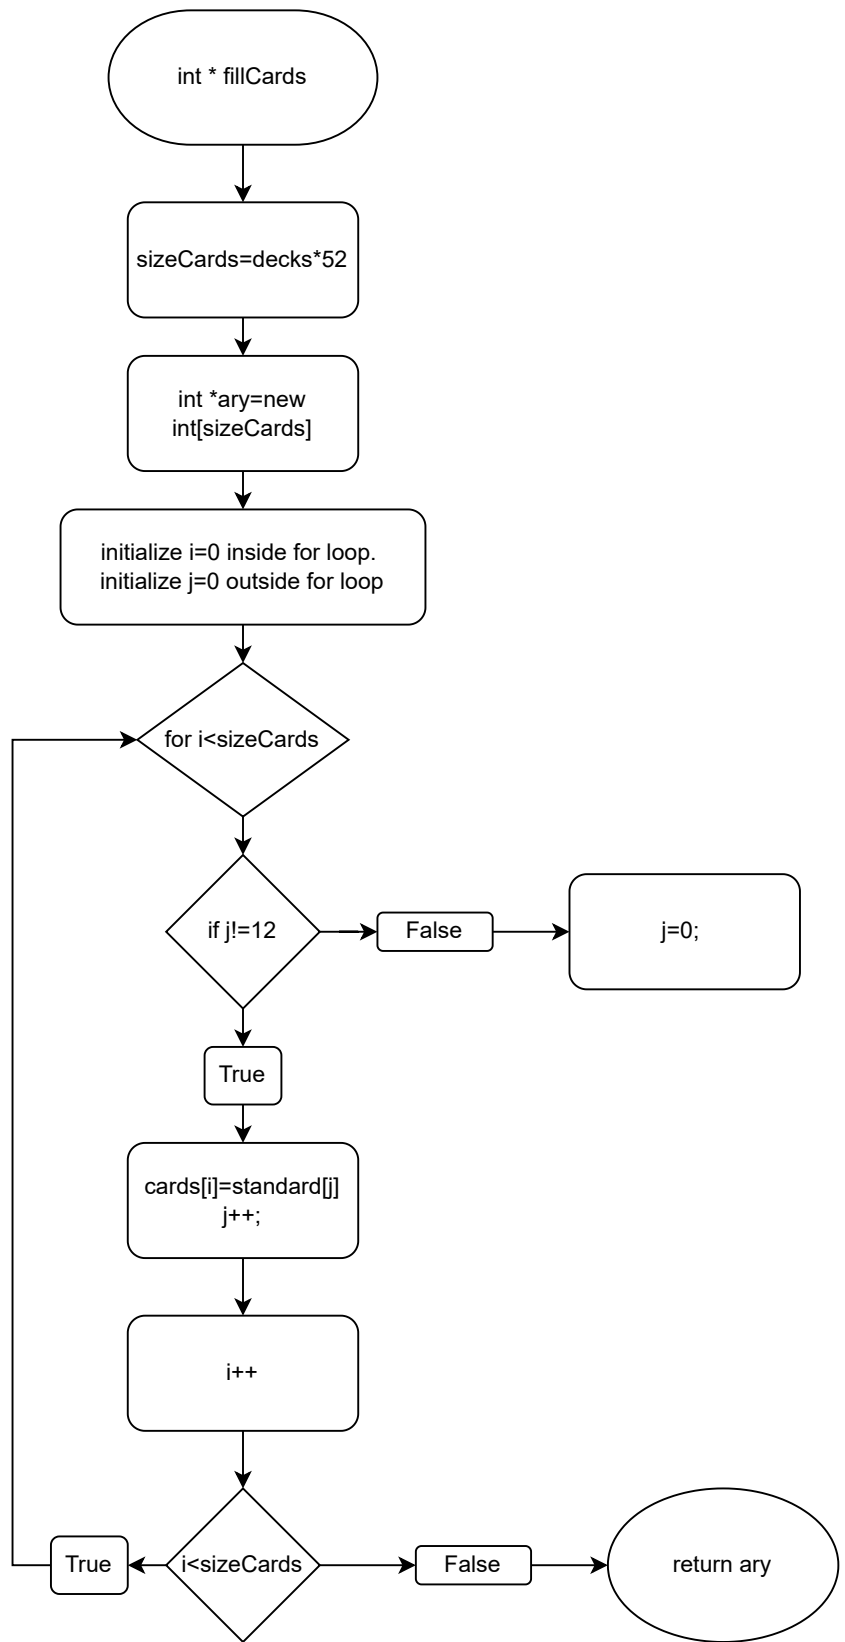 int * fillCards
sizeCards=decks*52
int *ary=new
int[sizeCards]
initialize i=0 inside for loop.
initialize j=0 outside for loop
for i<sizeCards
if j!=12
False
j=0;
True
cards[i]=standard[j]
j++;
i++
True
i<sizeCards
False
return ary